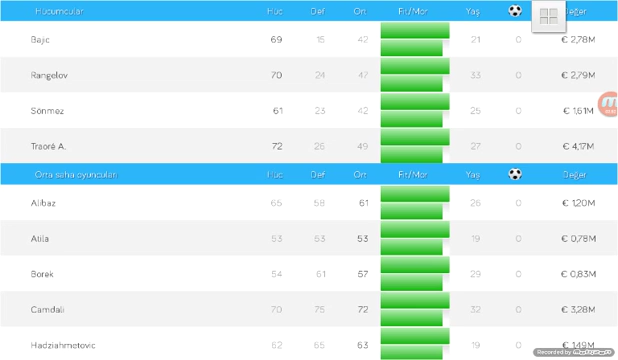 Hücumcular Hüc Def Ort Fit/Mor Yaş Değer
Bajic 69 15 42 21 0 € 2,78M
Rangelov 70 24 47 33 0 € 2,79M
Sönmez 61 23 42 25 0 € 1,61M
Traoré A. 72 26 49 27 0 € 4,17M
Orta saha oyuncuları Hüc Def Ort Fit/Mor Yaş Değer
Alibaz 65 58 61 26 0 € 1,20M
Atila 53 53 53 19 0 € 0,78M
Borek 54 61 57 29 0 € 0,83M
Camdali 70 75 72 32 0 € 3,28M
Hadziahmetovic 62 65 63 19 0 € 1,49M
Recorded by